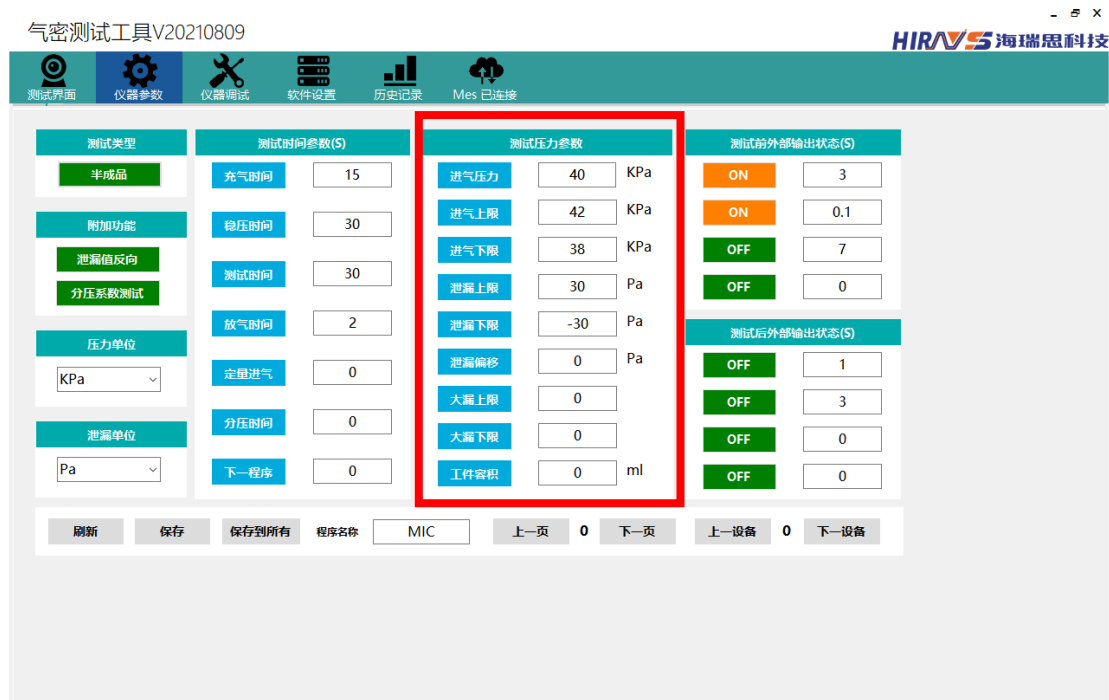 气密测试工具V20210809
HIRAYS 海瑞思科技
测试界面 仪器参数 仪器调试 软件设置 历史记录 Mes 已连接
测试类型
半成品
附加功能
泄漏值反向
分压系数测试
压力单位
KPa
泄漏单位
Pa
测试时间参数(S)
充气时间 15
稳压时间 30
测试时间 30
放气时间 2
定量进气 0
分压时间 0
下一程序 0
测试压力参数
进气压力 40 KPa
进气上限 42 KPa
进气下限 38 KPa
泄漏上限 30 Pa
泄漏下限 -30 Pa
泄漏偏移 0 Pa
大漏上限 0
大漏下限 0
工件容积 0 ml
测试前外部输出状态(S)
ON 3
ON 0.1
OFF 7
OFF 0
测试后外部输出状态(S)
OFF 1
OFF 3
OFF 0
OFF 0
刷新 保存 保存到所有 程序名称 MIC 上一页 0 下一页 上一设备 0 下一设备